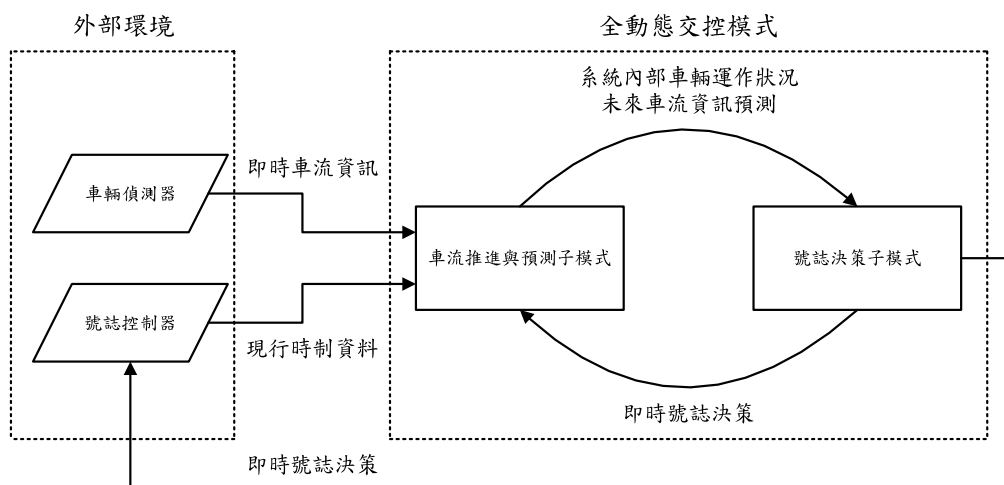 外部環境
全動態交控模式
系統內部車輛運作狀況
未來車流資訊預測
即時車流資訊
車輛偵測器
車流推進與預測子模式
號誌決策子模式
號誌控制器
現行時制資料
即時號誌決策
即時號誌決策